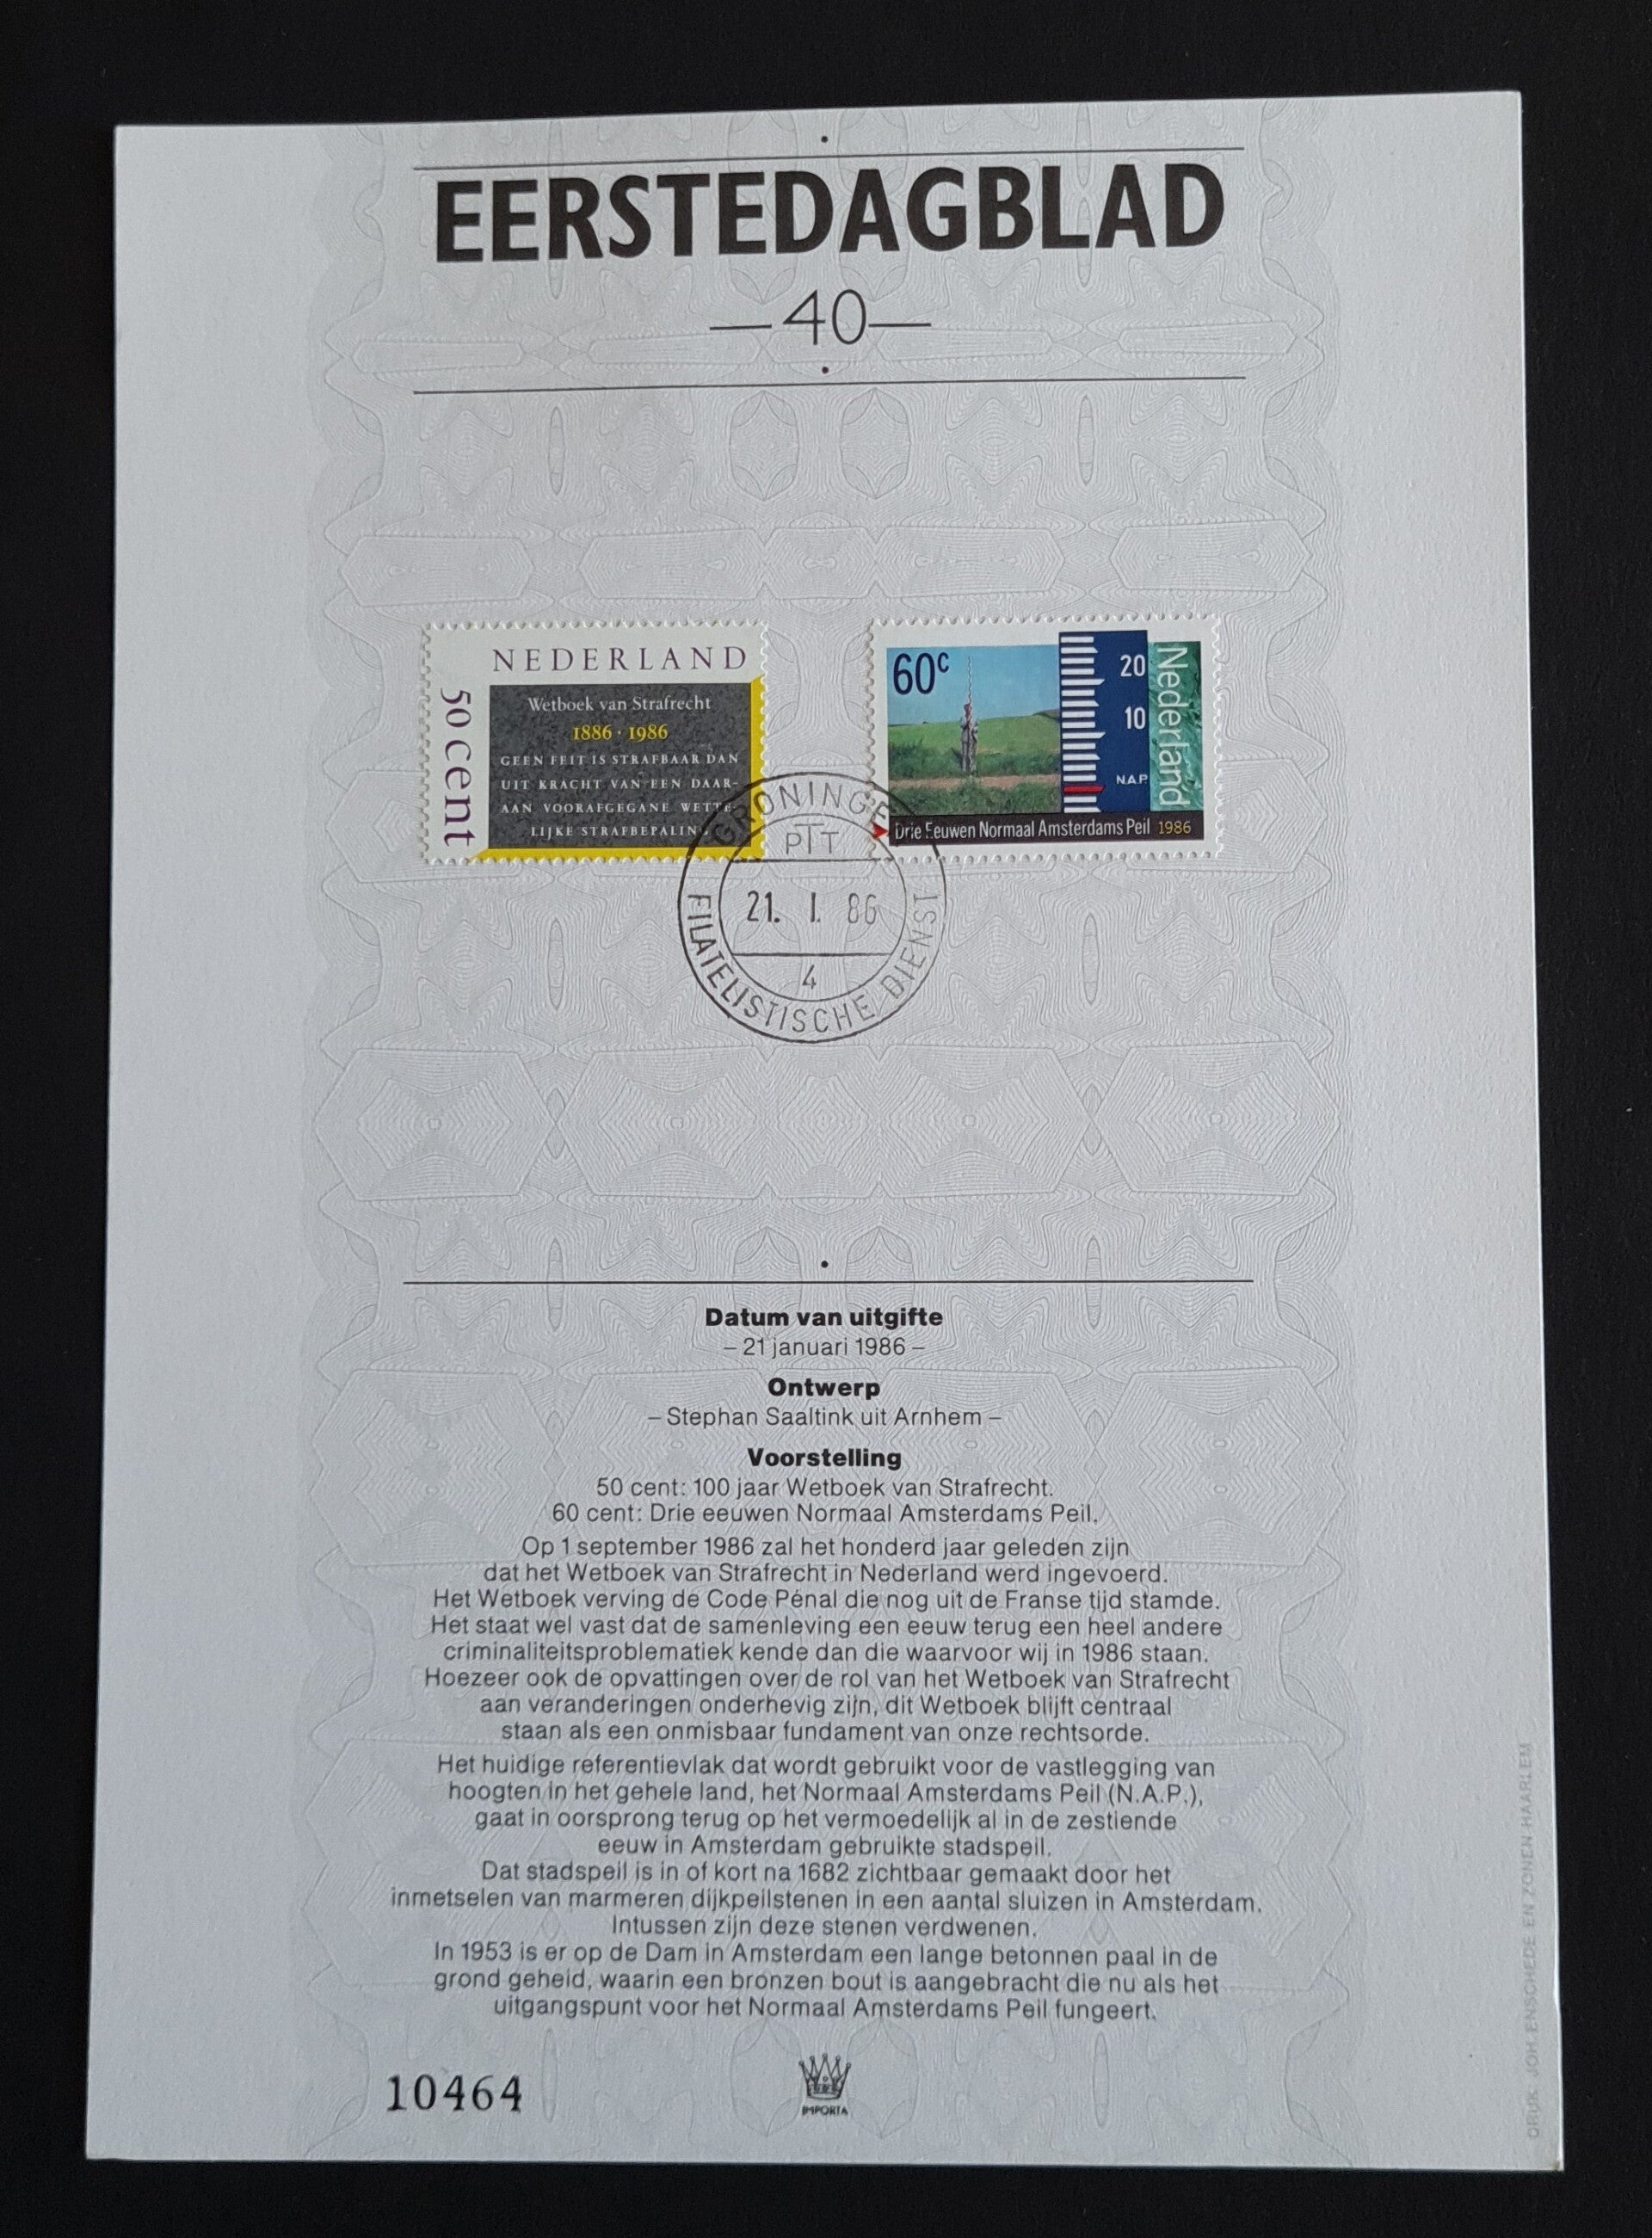 EERSTEDAGBLAD
—40—
NEDERLAND
50 cent
Wetboek van Strafrecht
1886 · 1986
GEEN FEIT IS STRAFBAAR DAN
UIT KRACHT VAN EEN DAAR-
AAN VOORAFGEGANE WETTE-
LIJKE STRAFBEPALING
60c
20
10
NAP
Nederland
Drie Eeuwen Normaal Amsterdams Peil 1986
GRONINGE
PTT
21. I. 86
4
FILATELISTISCHE DIENST
Datum van uitgifte
– 21 januari 1986 –
Ontwerp
– Stephan Saaltink uit Arnhem –
Voorstelling
50 cent: 100 jaar Wetboek van Strafrecht.
60 cent: Drie eeuwen Normaal Amsterdams Peil.
Op 1 september 1986 zal het honderd jaar geleden zijn
dat het Wetboek van Strafrecht in Nederland werd ingevoerd.
Het Wetboek verving de Code Pénal die nog uit de Franse tijd stamde.
Het staat wel vast dat de samenleving een eeuw terug een heel andere
criminaliteitsproblematiek kende dan die waarvoor wij in 1986 staan.
Hoezeer ook de opvattingen over de rol van het Wetboek van Strafrecht
aan veranderingen onderhevig zijn, dit Wetboek blijft centraal
staan als een onmisbaar fundament van onze rechtsorde.
Het huidige referentievlak dat wordt gebruikt voor de vastlegging van
hoogten in het gehele land, het Normaal Amsterdams Peil (N.A.P.),
gaat in oorsprong terug op het vermoedelijk al in de zestiende
eeuw in Amsterdam gebruikte stadspeil.
Dat stadspeil is in of kort na 1682 zichtbaar gemaakt door het
inmetselen van marmeren dijkpeilstenen in een aantal sluizen in Amsterdam.
Intussen zijn deze stenen verdwenen.
In 1953 is er op de Dam in Amsterdam een lange betonnen paal in de
grond geheid, waarin een bronzen bout is aangebracht die nu als het
uitgangspunt voor het Normaal Amsterdams Peil fungeert.
10464
IMPORTA
DRUK: JOH. ENSCHEDE EN ZONEN HAARLEM